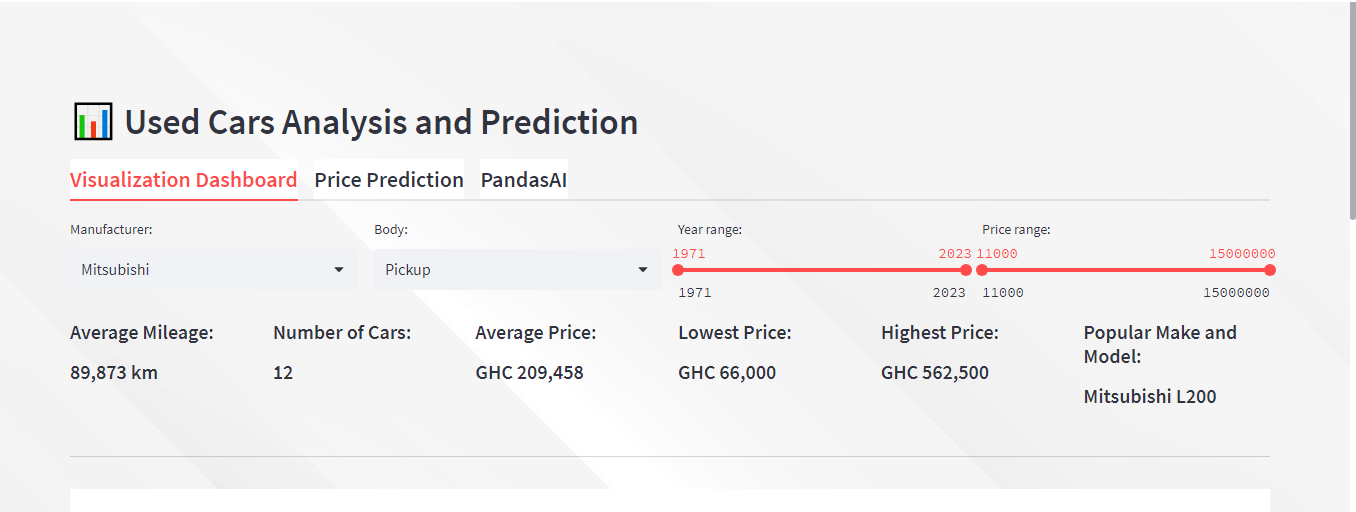 Used Cars Analysis and Prediction
Visualization Dashboard Price Prediction PandasAI
Manufacturer: Body: Year range: Price range:
1971 2023 11000 15000000
Mitsubishi Pickup
1971 2023 11000 15000000
Average Mileage: Number of Cars: Average Price: Lowest Price: Highest Price: Popular Make and
Model:
89,873 km 12 GHC 209,458 GHC 66,000 GHC 562,500
Mitsubishi L200